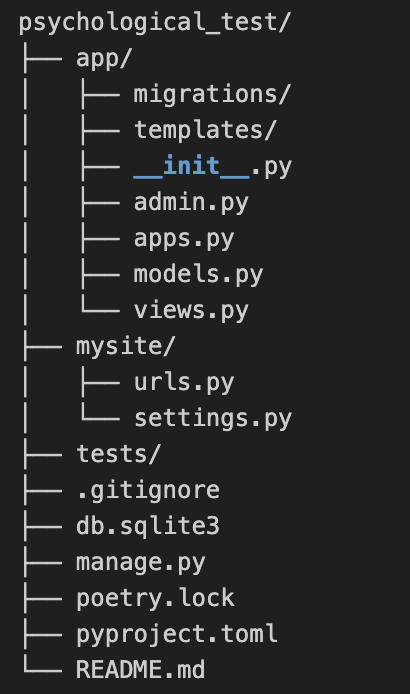 psychological_test/
├── app/
│   ├── migrations/
│   ├── templates/
│   ├── __init__.py
│   ├── admin.py
│   ├── apps.py
│   ├── models.py
│   └── views.py
├── mysite/
│   ├── urls.py
│   └── settings.py
├── tests/
├── .gitignore
├── db.sqlite3
├── manage.py
├── poetry.lock
├── pyproject.toml
└── README.md